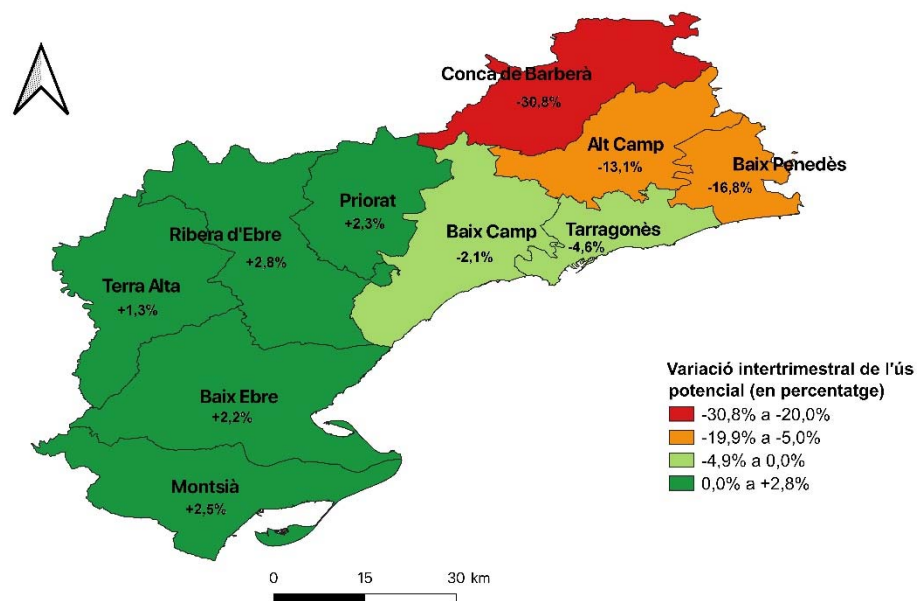 Conca de Barberà
-30,8%
Alt Camp
-13,1%
Baix Penedès
-16,8%
Priorat
+2,3%
Baix Camp
-2,1%
Tarragonès
-4,6%
Ribera d'Ebre
+2,8%
Terra Alta
+1,3%
Baix Ebre
+2,2%
Montsià
+2,5%
Variació intertrimestral de l'ús
potencial (en percentatge)
-30,8% a -20,0%
-19,9% a -5,0%
-4,9% a 0,0%
0,0% a +2,8%
0 15 30 km